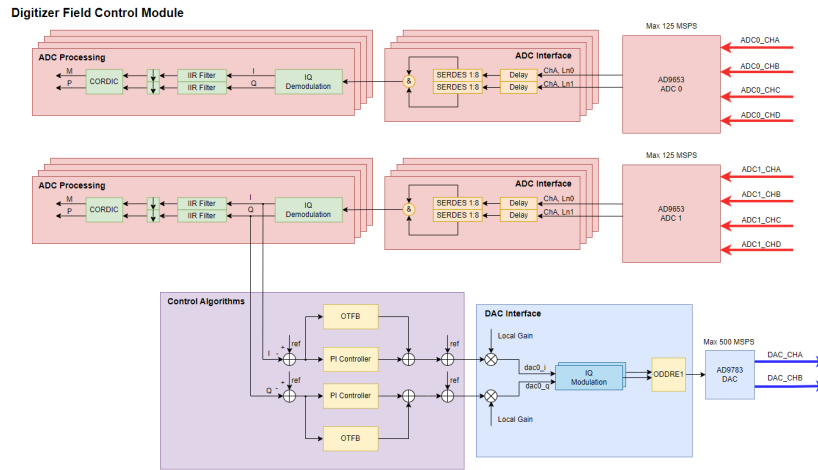 Digitizer Field Control Module
Max 125 MSPS
ADC Processing
ADC Interface
ADC0_CHA
M
P
CORDIC
IIR Filter
IIR Filter
I
Q
IQ
Demodulation
&
SERDES 1:8
SERDES 1:8
Delay
Delay
ChA, Ln0
ChA, Ln1
AD9653
ADC 0
ADC0_CHB
ADC0_CHC
ADC0_CHD
Max 125 MSPS
ADC Processing
ADC Interface
ADC1_CHA
M
P
CORDIC
IIR Filter
IIR Filter
I
Q
IQ
Demodulation
&
SERDES 1:8
SERDES 1:8
Delay
Delay
ChA, Ln0
ChA, Ln1
AD9653
ADC 1
ADC1_CHB
ADC1_CHC
ADC1_CHD
Control Algorithms
OTFB
ref
I
+
-
PI Controller
ref
Q
+
-
ref
PI Controller
ref
OTFB
DAC Interface
Local Gain
dac0_i
dac0_q
Local Gain
IQ
Modulation
ODDRE1
Max 500 MSPS
AD9783
DAC
DAC_CHA
DAC_CHB